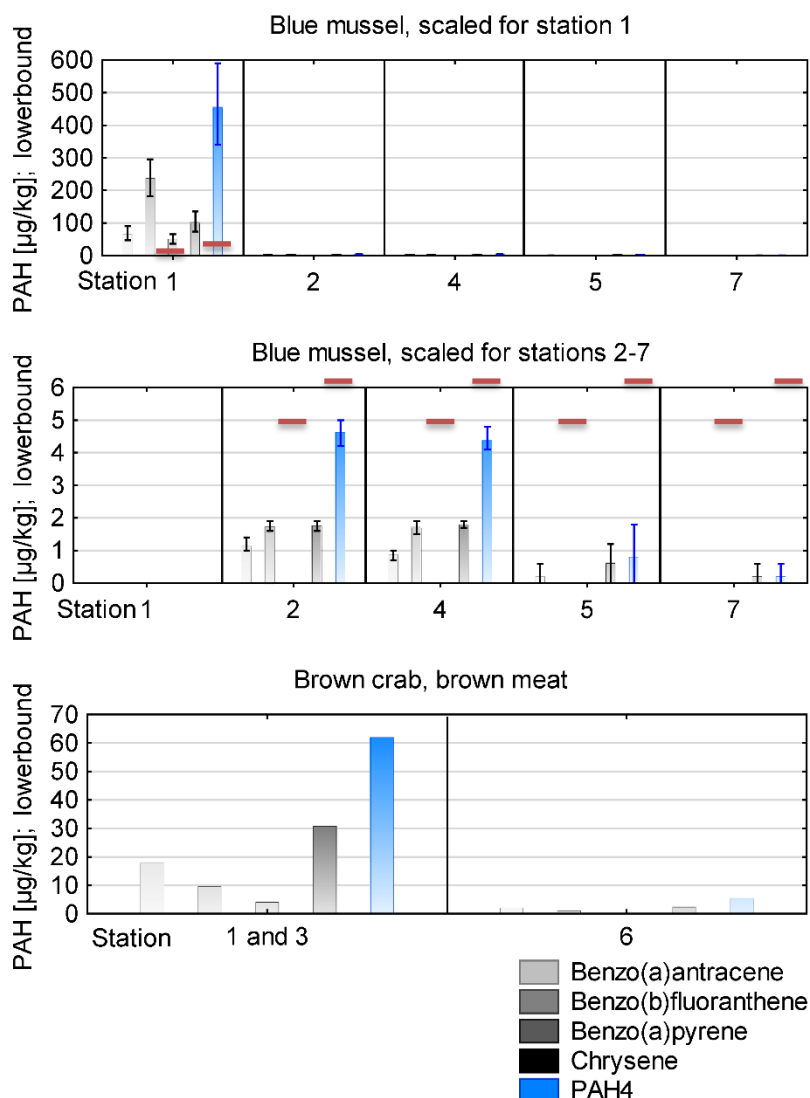 Blue mussel, scaled for station 1
PAH [µg/kg]; lowerbound
600
500
400
300
200
100
0
Station 1 2 4 5 7
Blue mussel, scaled for stations 2-7
PAH [µg/kg]; lowerbound
6
5
4
3
2
1
0
Station 1 2 4 5 7
Brown crab, brown meat
PAH [µg/kg]; lowerbound
70
60
50
40
30
20
10
0
Station 1 and 3 6
Benzo(a)antracene
Benzo(b)fluoranthene
Benzo(a)pyrene
Chrysene
PAH4